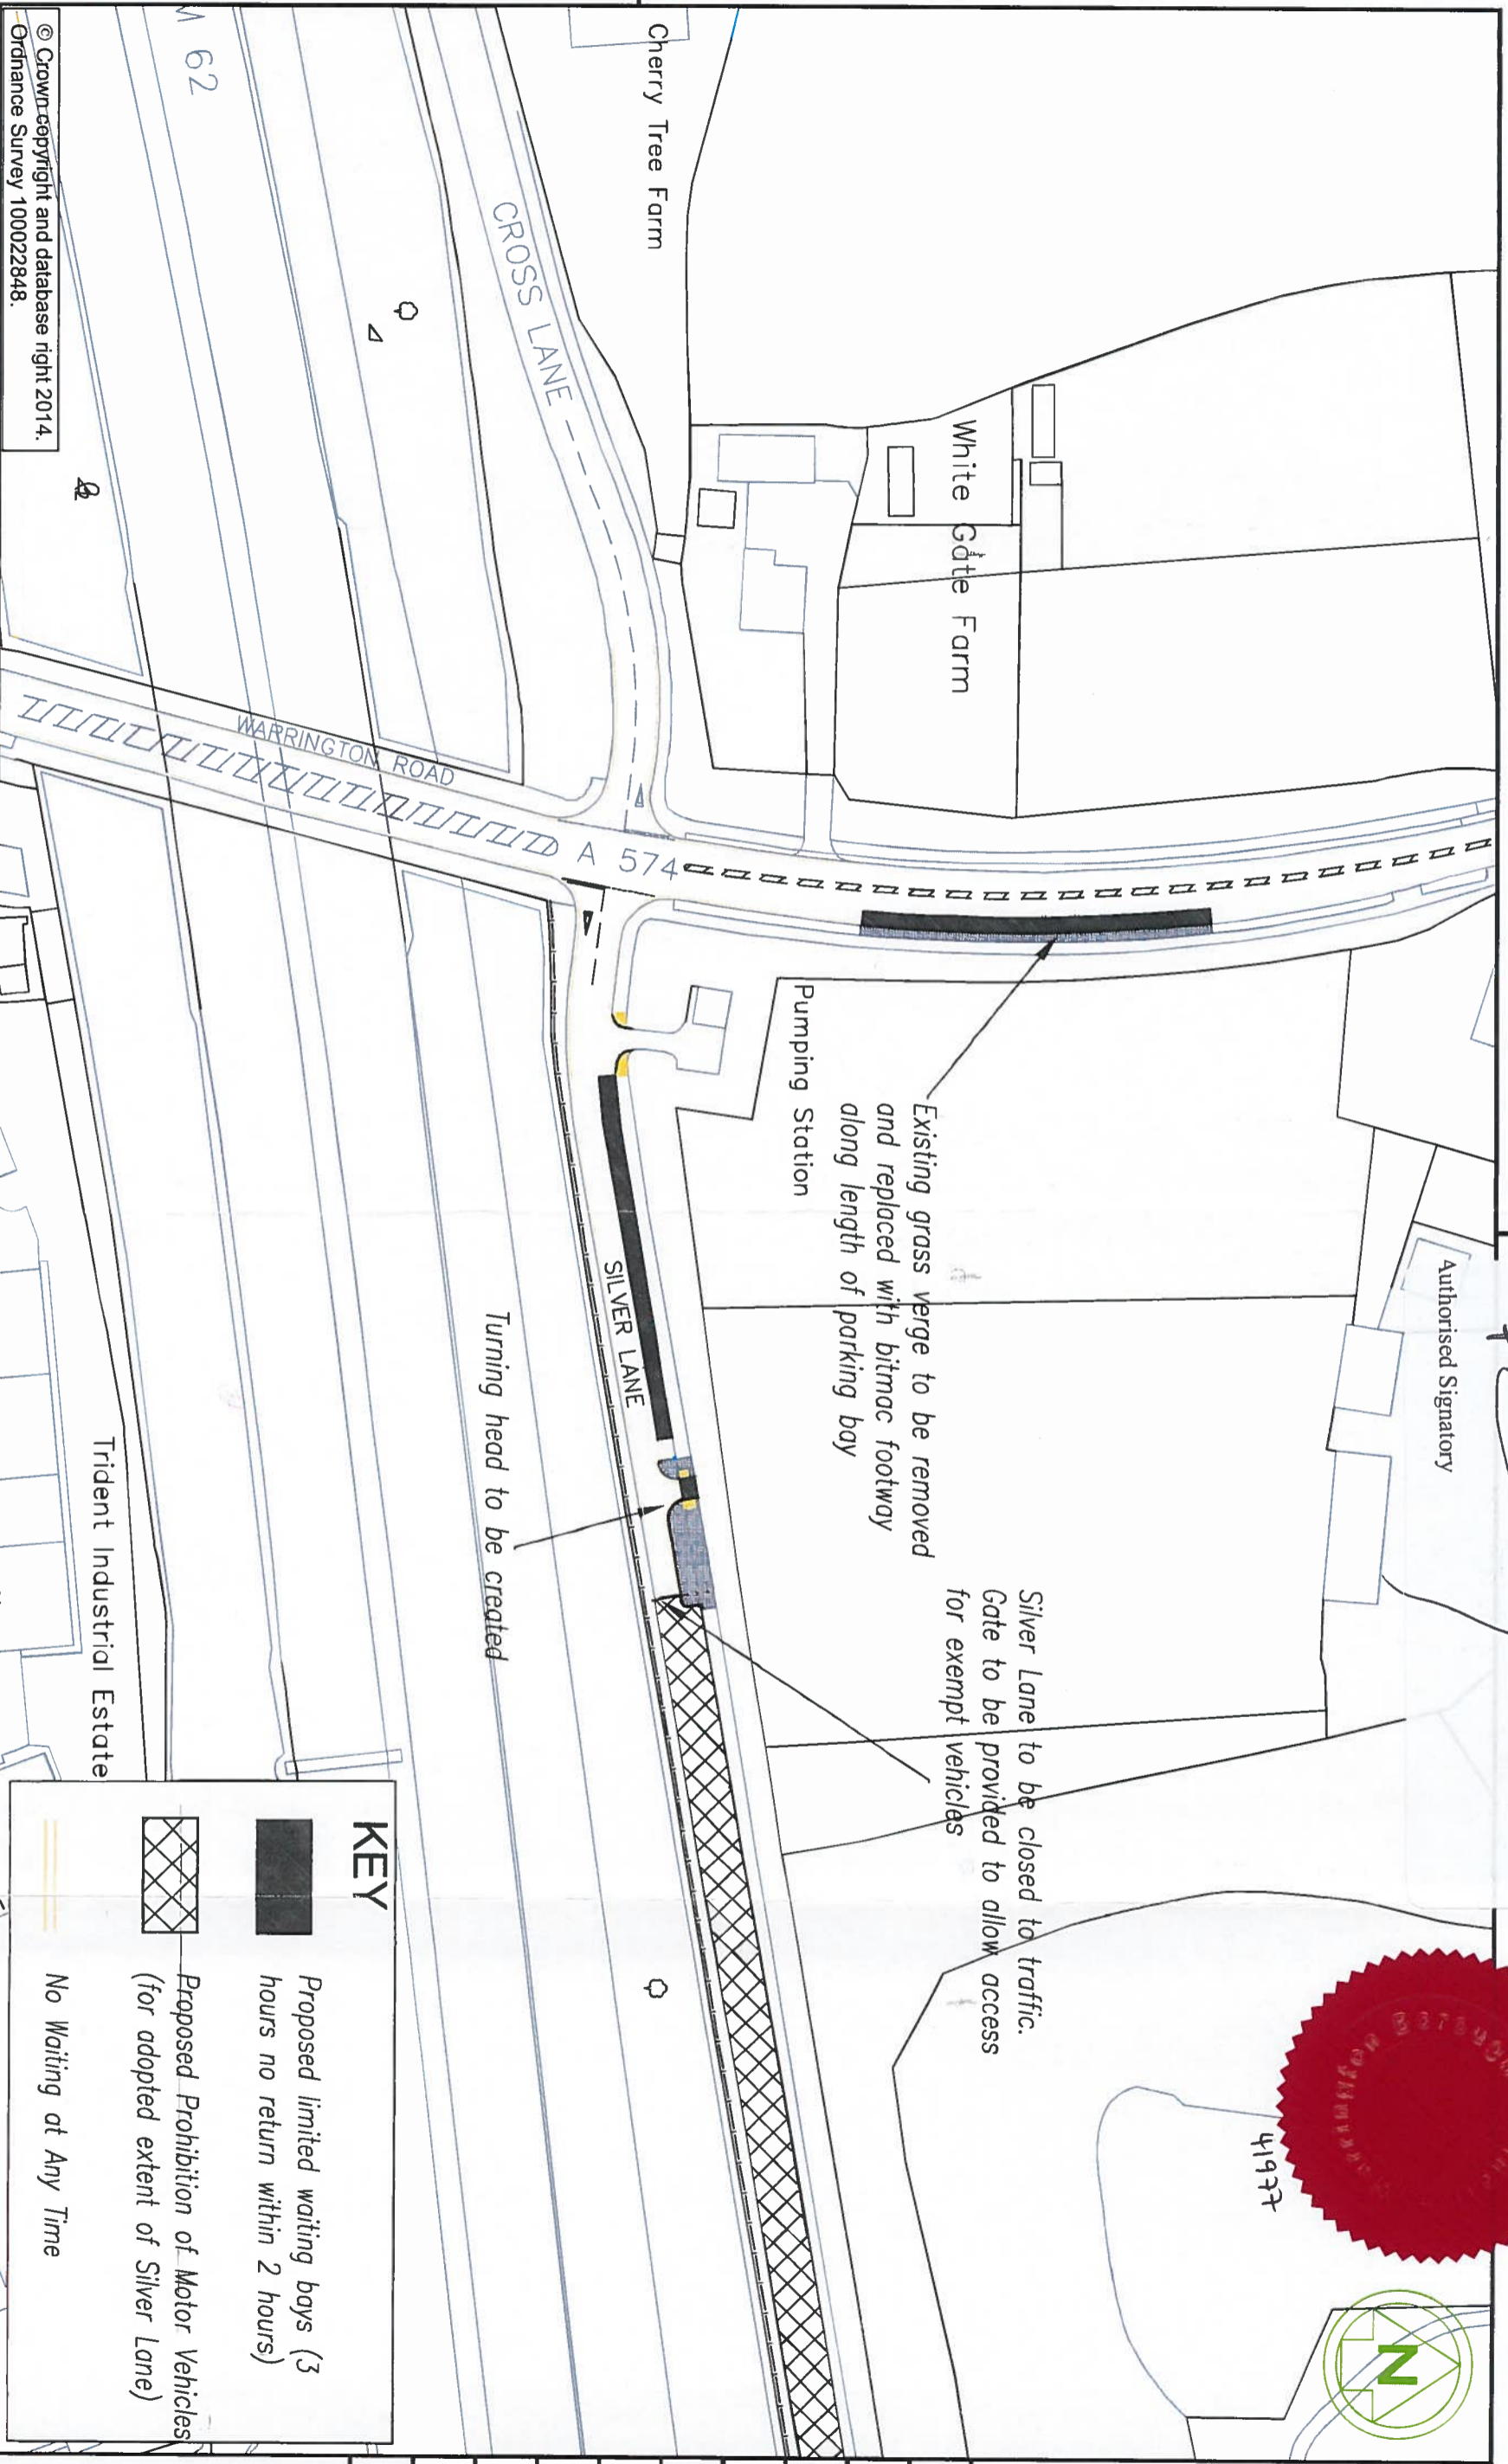 Authorised Signatory
41977
N
Cherry Tree Farm
White Gate Farm
CROSS LANE
M 62
WARRINGTON ROAD
A 574
Pumping Station
Existing grass verge to be removed
and replaced with bitmac footway
along length of parking bay
Silver Lane to be closed to traffic.
Gate to be provided to allow access
for exempt vehicles
SILVER LANE
Turning head to be created
Trident Industrial Estate
KEY
Proposed limited waiting bays (3
hours no return within 2 hours)
Proposed Prohibition of Motor Vehicles
(for adopted extent of Silver Lane)
No Waiting at Any Time
© Crown copyright and database right 2014.
Ordnance Survey 100022848.